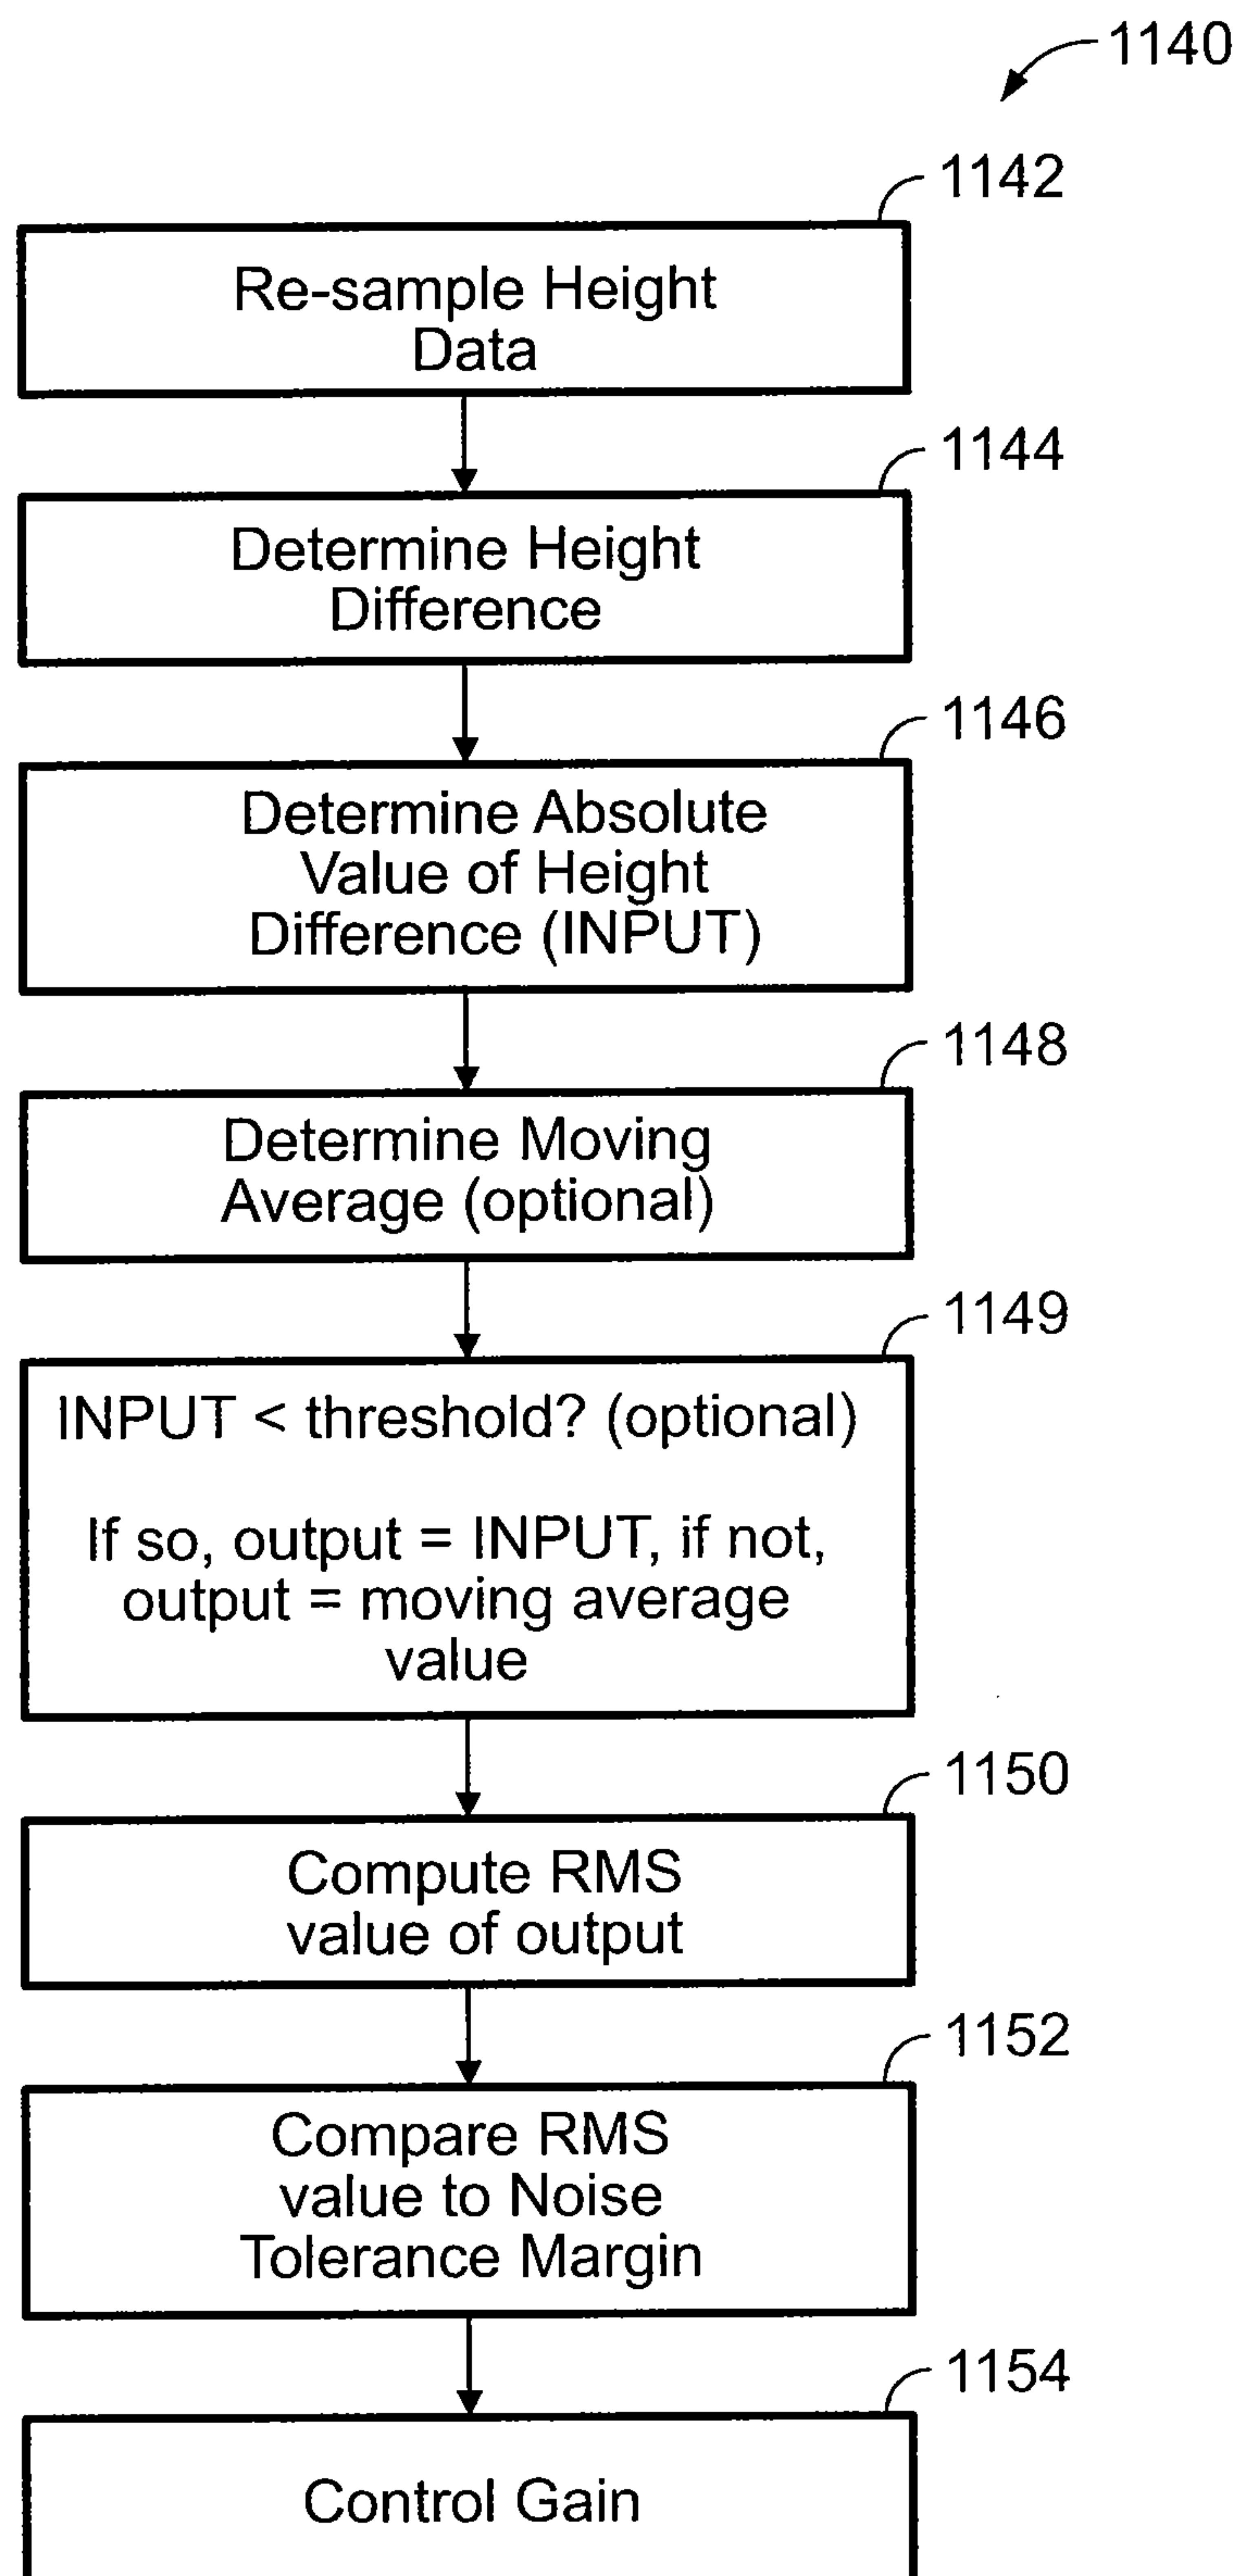 1140
1142
Re-sample Height
Data
1144
Determine Height
Difference
1146
Determine Absolute
Value of Height
Difference (INPUT)
1148
Determine Moving
Average (optional)
1149
INPUT < threshold? (optional)
If so, output = INPUT, if not,
output = moving average
value
1150
Compute RMS
value of output
1152
Compare RMS
value to Noise
Tolerance Margin
1154
Control Gain